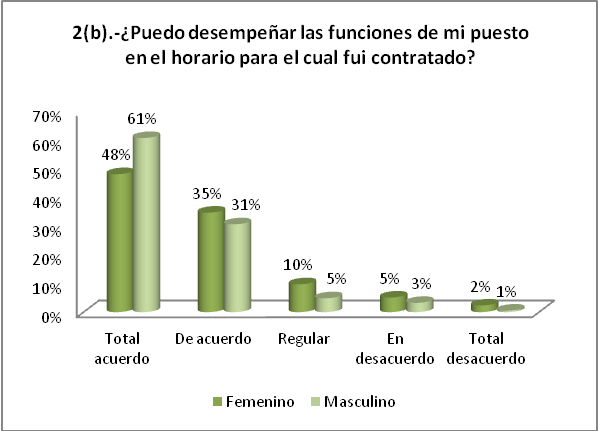 2(b).-¿Puedo desempeñar las funciones de mi puesto
en el horario para el cual fui contratado?
70%
60%
50%
40%
30%
20%
10%
0%
48%
61%
35%
31%
10%
5%
5%
3%
2%
1%
Total
acuerdo
De acuerdo
Regular
En
desacuerdo
Total
desacuerdo
Femenino
Masculino